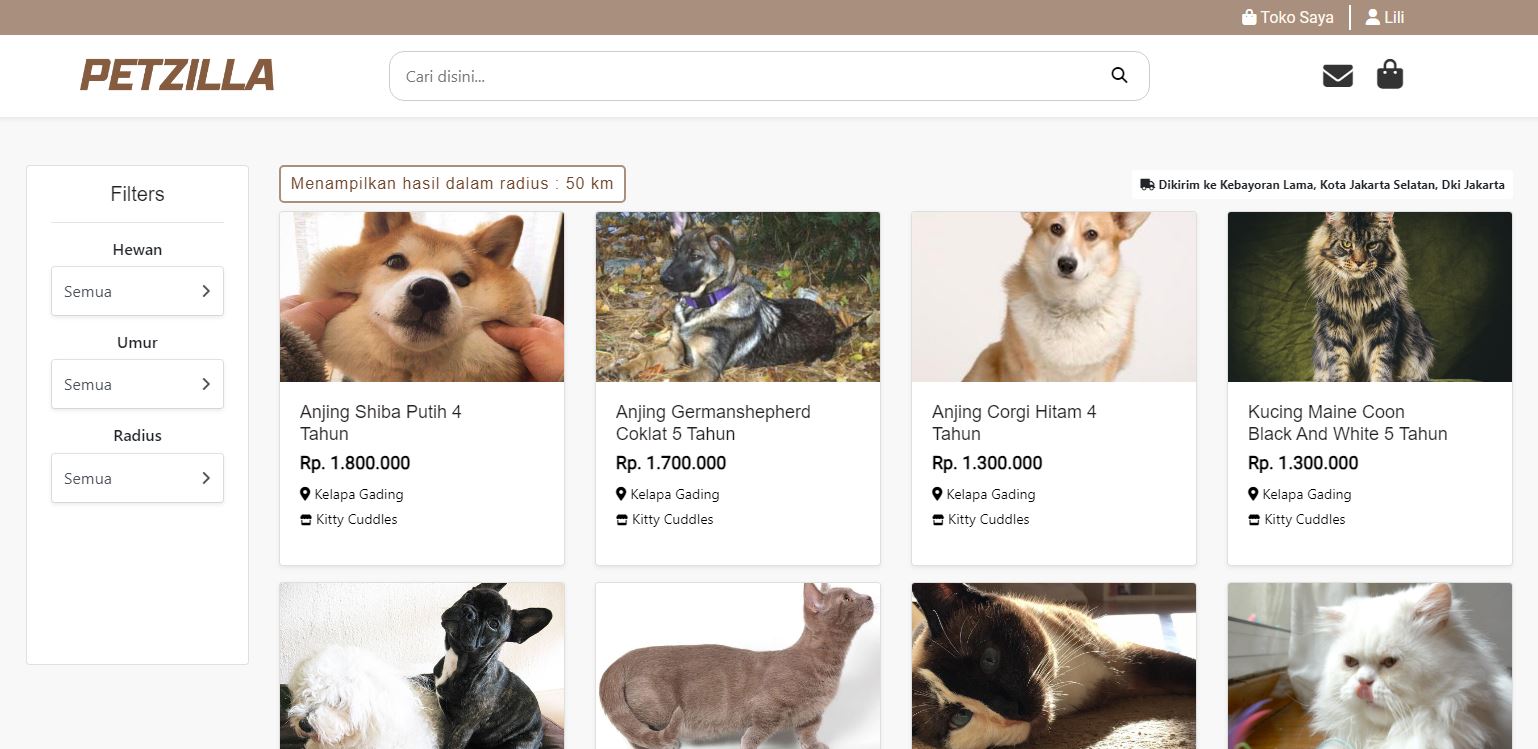 Toko Saya
Lili
PETZILLA
Cari disini...
Filters
Hewan
Semua
Umur
Semua
Radius
Semua
Menampilkan hasil dalam radius : 50 km
Dikirim ke Kebayoran Lama, Kota Jakarta Selatan, Dki Jakarta
Anjing Shiba Putih 4
Tahun
Rp. 1.800.000
Kelapa Gading
Kitty Cuddles
Anjing Germanshepherd
Coklat 5 Tahun
Rp. 1.700.000
Kelapa Gading
Kitty Cuddles
Anjing Corgi Hitam 4
Tahun
Rp. 1.300.000
Kelapa Gading
Kitty Cuddles
Kucing Maine Coon
Black And White 5 Tahun
Rp. 1.300.000
Kelapa Gading
Kitty Cuddles